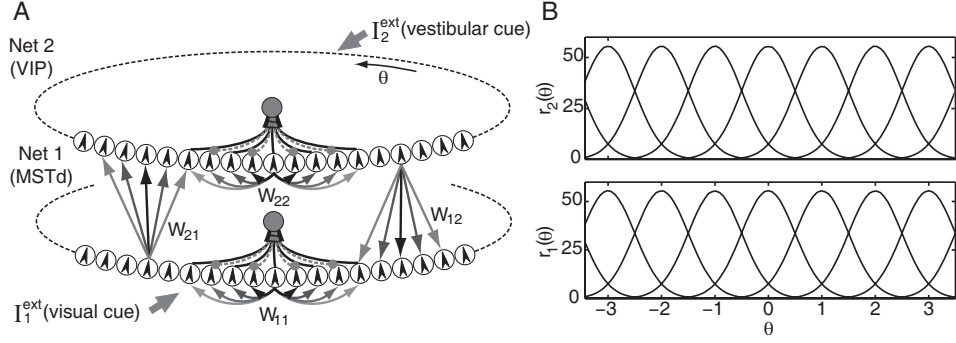 A
Net 2
(VIP)
I₂ᵉˣᵗ(vestibular cue)
θ
Net 1
(MSTd)
W₂₂
W₂₁
W₁₂
I₁ᵉˣᵗ(visual cue)
W₁₁
B
r₂(θ)
50
25
0
r₁(θ)
50
25
0
−3 −2 −1 0 1 2 3
θ